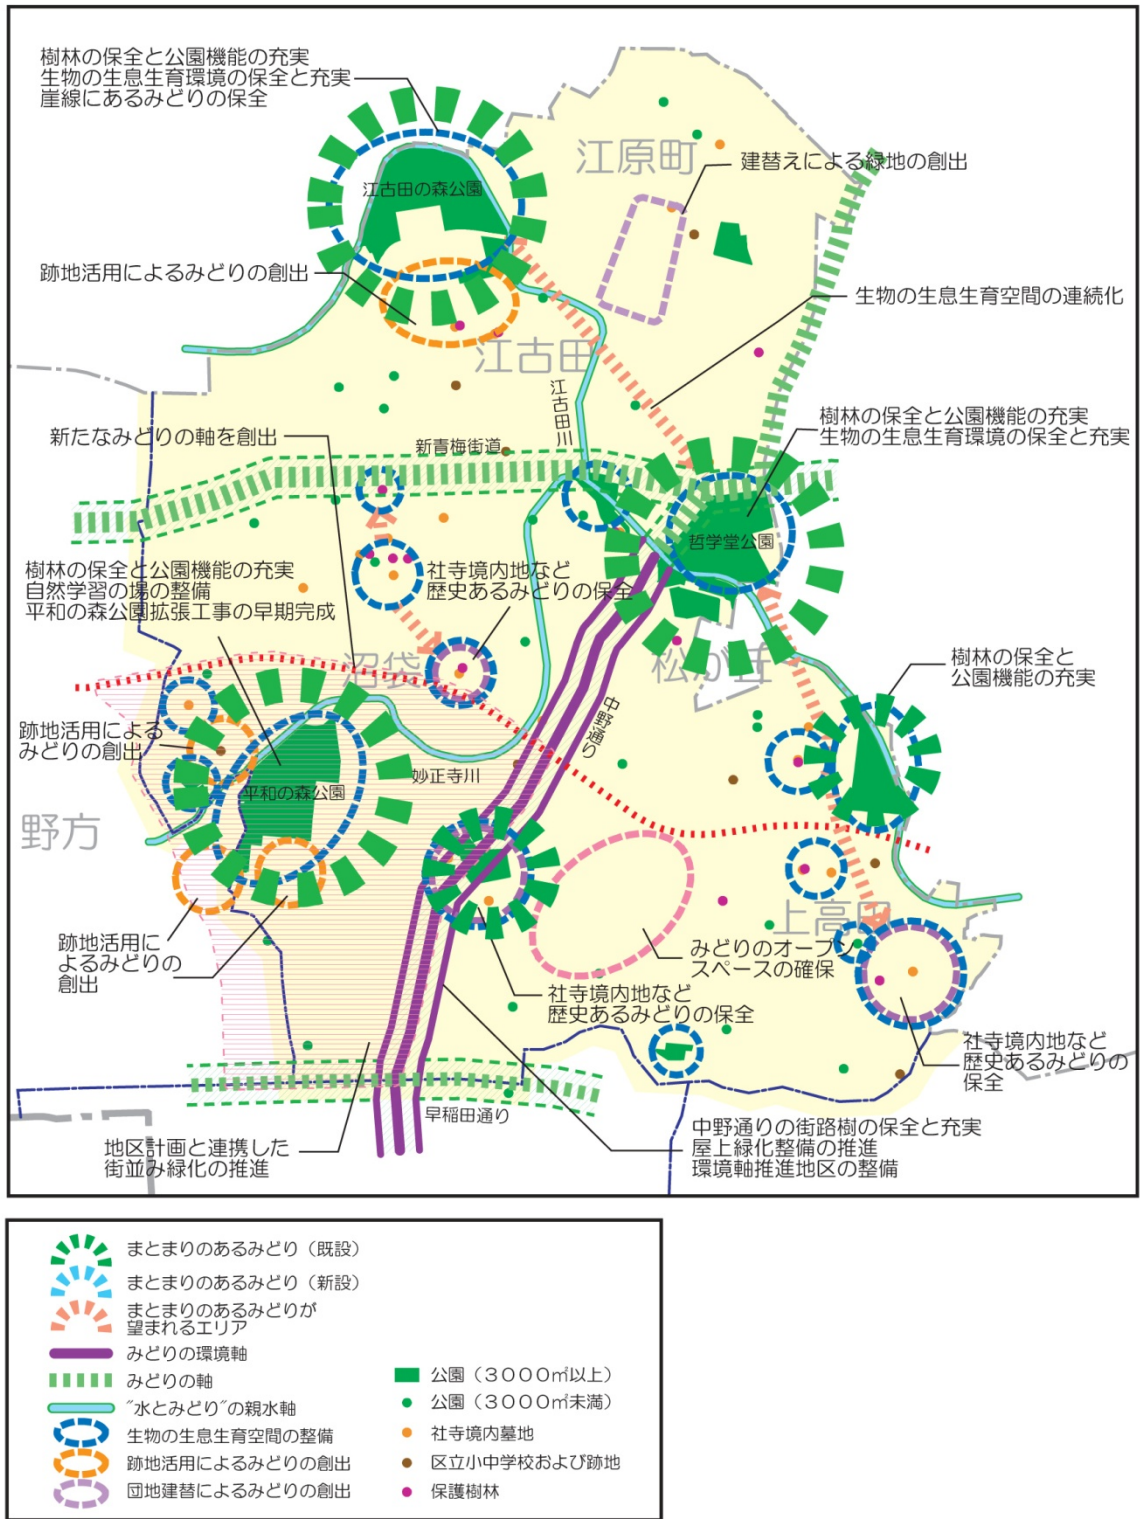 樹林の保全と公園機能の充実
生物の生息生育環境の保全と充実
崖線にあるみどりの保全
江原町
建替えによる緑地の創出
江古田の森公園
跡地活用によるみどりの創出
生物の生息生育空間の連続化
江古田
江古田川
樹林の保全と公園機能の充実
生物の生息生育環境の保全と充実
新たなみどりの軸を創出
新青梅街道
哲学堂公園
樹林の保全と公園機能の充実
自然学習の場の整備
平和の森公園拡張工事の早期完成
社寺境内地など
歴史あるみどりの保全
沼袋
松が丘
樹林の保全と
公園機能の充実
中野通り
跡地活用による
みどりの創出
妙正寺川
平和の森公園
野方
上高田
跡地活用に
よるみどりの
創出
みどりのオープン
スペースの確保
社寺境内地など
歴史あるみどりの保全
社寺境内地など
歴史あるみどりの
保全
早稲田通り
地区計画と連携した
街並み緑化の推進
中野通りの街路樹の保全と充実
屋上緑化整備の推進
環境軸推進地区の整備
まとまりのあるみどり（既設）
まとまりのあるみどり（新設）
まとまりのあるみどりが
望まれるエリア
みどりの環境軸
みどりの軸
"水とみどり"の親水軸
生物の生息生育空間の整備
跡地活用によるみどりの創出
団地建替によるみどりの創出
公園（３０００㎡以上）
公園（３０００㎡未満）
社寺境内墓地
区立小中学校および跡地
保護樹林